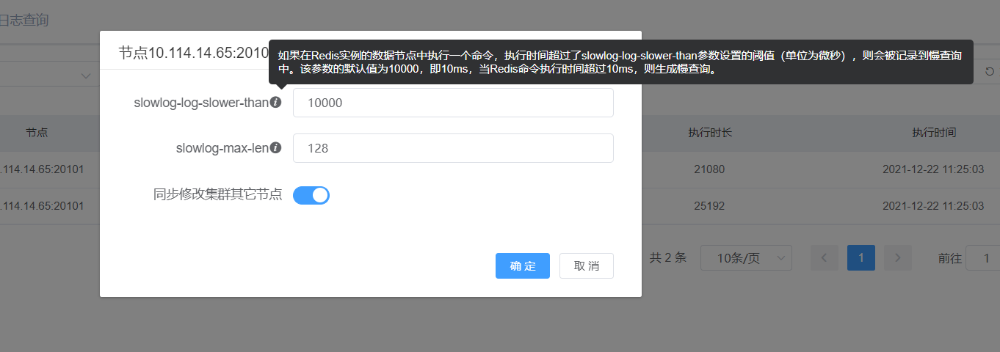 日志查询
节点10.114.14.65:2010
如果在Redis实例的数据节点中执行一个命令，执行时间超过了slowlog-log-slower-than参数设置的阈值（单位为微秒），则会被记录到慢查询
中。该参数的默认值为10000，即10ms，当Redis命令执行时间超过10ms，则生成慢查询。
slowlog-log-slower-than 10000
slowlog-max-len 128
同步修改集群其它节点
确 定 取 消
节点 执行时长 执行时间
.114.14.65:20101 21080 2021-12-22 11:25:03
.114.14.65:20101 25192 2021-12-22 11:25:03
共 2 条 10条/页 1 前往 1